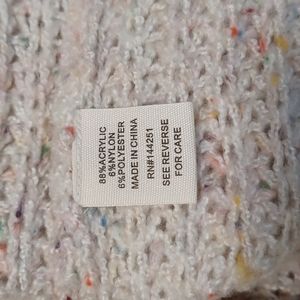 88%ACRYLIC
6%NYLON
6%POLYESTER
MADE IN CHINA
RN#144251
SEE REVERSE
FOR CARE